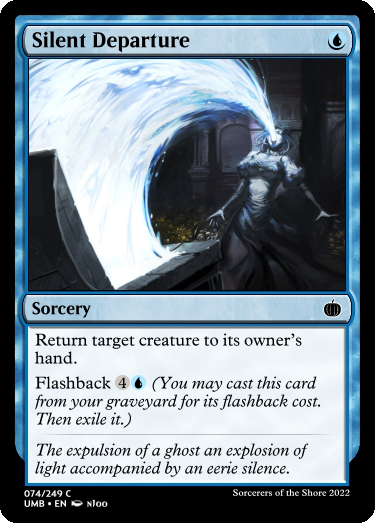 Silent Departure
Sorcery
Return target creature to its owner's
hand.
Flashback 4 (You may cast this card
from your graveyard for its flashback cost.
Then exile it.)
The expulsion of a ghost an explosion of
light accompanied by an eerie silence.
074/249 C
UMB • EN N100
Sorcerers of the Shore 2022